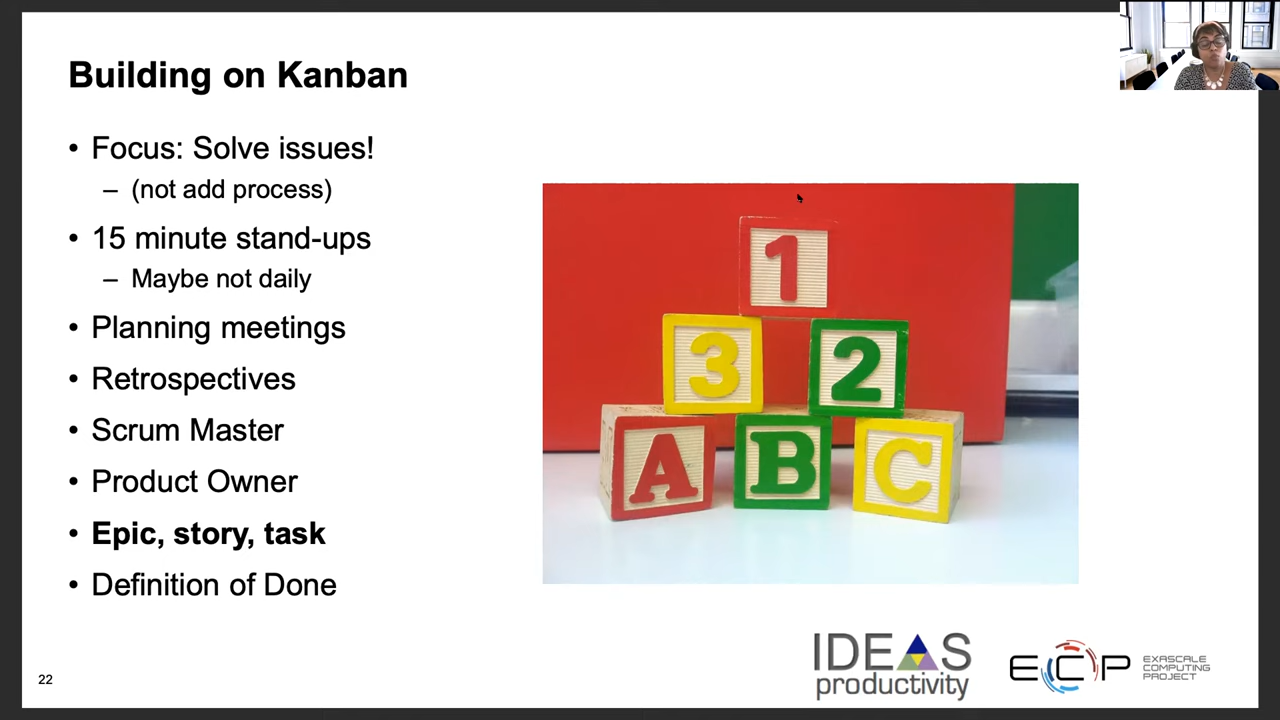 Building on Kanban
• Focus: Solve issues!
– (not add process)
• 15 minute stand-ups
– Maybe not daily
• Planning meetings
• Retrospectives
• Scrum Master
• Product Owner
• Epic, story, task
• Definition of Done
1
3 2
A B C
22
IDEAS
productivity
ECP
EXASCALE
COMPUTING
PROJECT